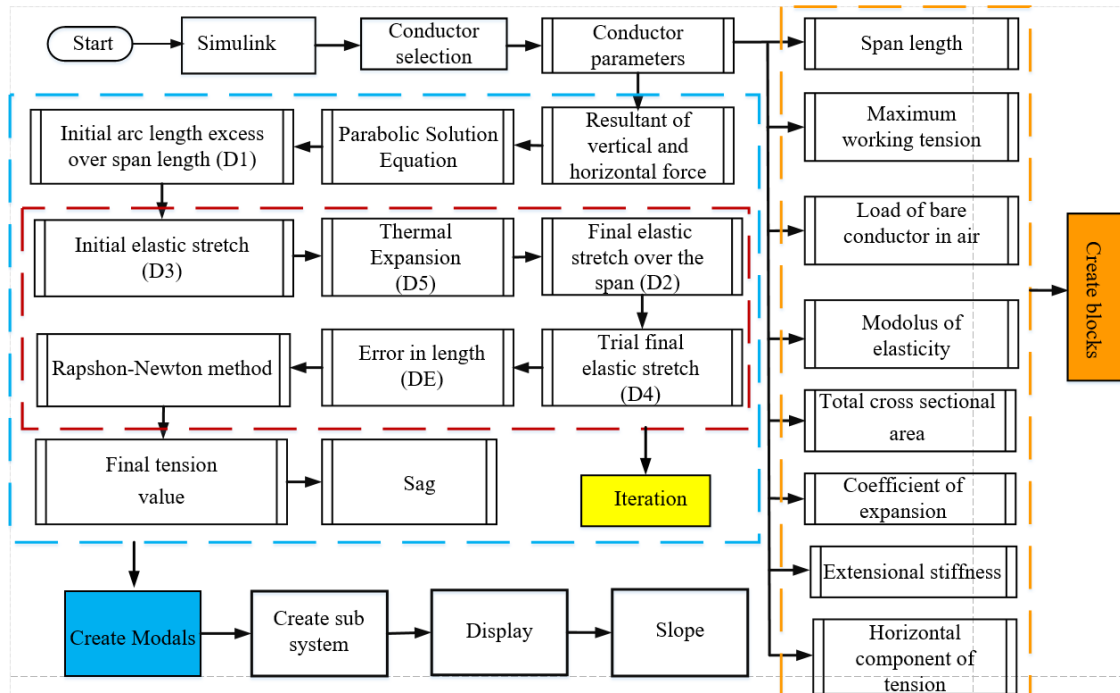 Start
Simulink
Conductor
selection
Conductor
parameters
Span length
Initial arc length excess
over span length (D1)
Parabolic Solution
Equation
Resultant of
vertical and
horizontal force
Maximum
working tension
Initial elastic stretch
(D3)
Thermal
Expansion
(D5)
Final elastic
stretch over the
span (D2)
Load of bare
conductor in air
Create blocks
Rapshon-Newton method
Error in length
(DE)
Trial final
elastic stretch
(D4)
Modolus of
elasticity
Total cross sectional
area
Final tension
value
Sag
Iteration
Coefficient of
expansion
Extensional stiffness
Create Modals
Create sub
system
Display
Slope
Horizontal
component of
tension